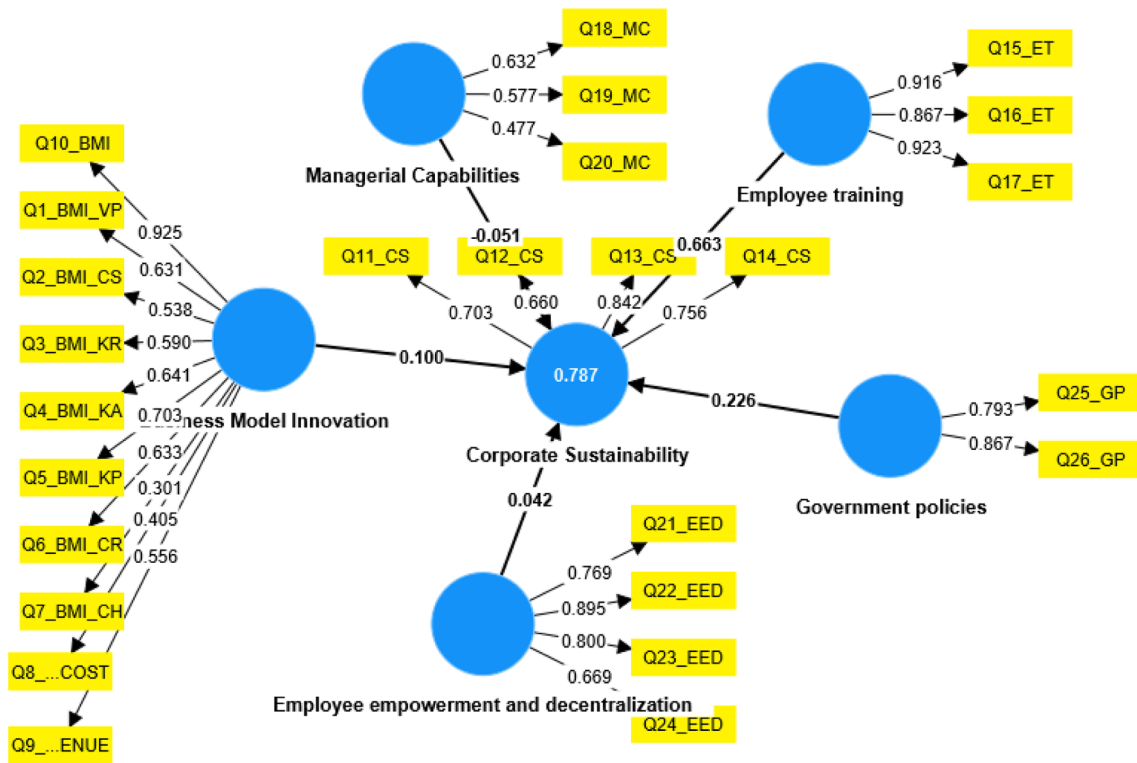 Q18_MC
Q15_ET
0.632
0.916
Q19_MC
0.577
Q16_ET
0.867
0.477
0.923
Q10_BMI
Q20_MC
Q17_ET
Managerial Capabilities
Employee training
Q1_BMI_VP
0.925
-0.051
0.663
Q11_CS
Q12_CS
Q13_CS
Q14_CS
0.631
Q2_BMI_CS
0.538
0.703
0.660
0.842
0.756
Q3_BMI_KR
0.590
0.100
0.787
0.641
Q4_BMI_KA
0.703
ness Model Innovation
0.226
0.793
Q25_GP
0.867
Q26_GP
0.633
Corporate Sustainability
Q5_BMI_KP
0.301
0.042
Government policies
0.405
Q21_EED
Q6_BMI_CR
0.556
0.769
Q22_EED
0.895
Q7_BMI_CH
0.800
Q23_EED
0.669
Q8_...COST
Employee empowerment and decentralization
Q24_EED
Q9_...ENUE